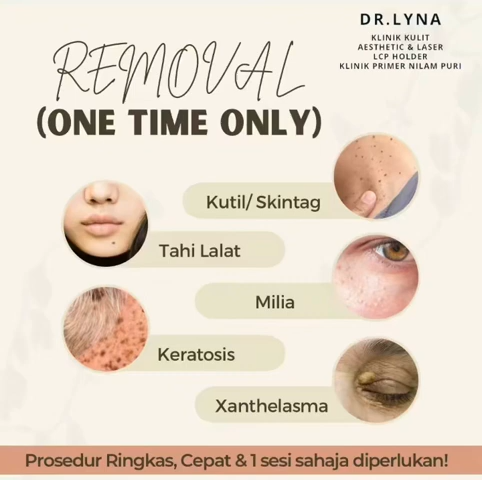 DR.LYNA
KLINIK KULIT
AESTHETIC & LASER
LCP HOLDER
KLINIK PRIMER NILAM PURI
REMOVAL
(ONE TIME ONLY)
Kutil/ Skintag
Tahi Lalat
Milia
Keratosis
Xanthelasma
Prosedur Ringkas, Cepat & 1 sesi sahaja diperlukan!